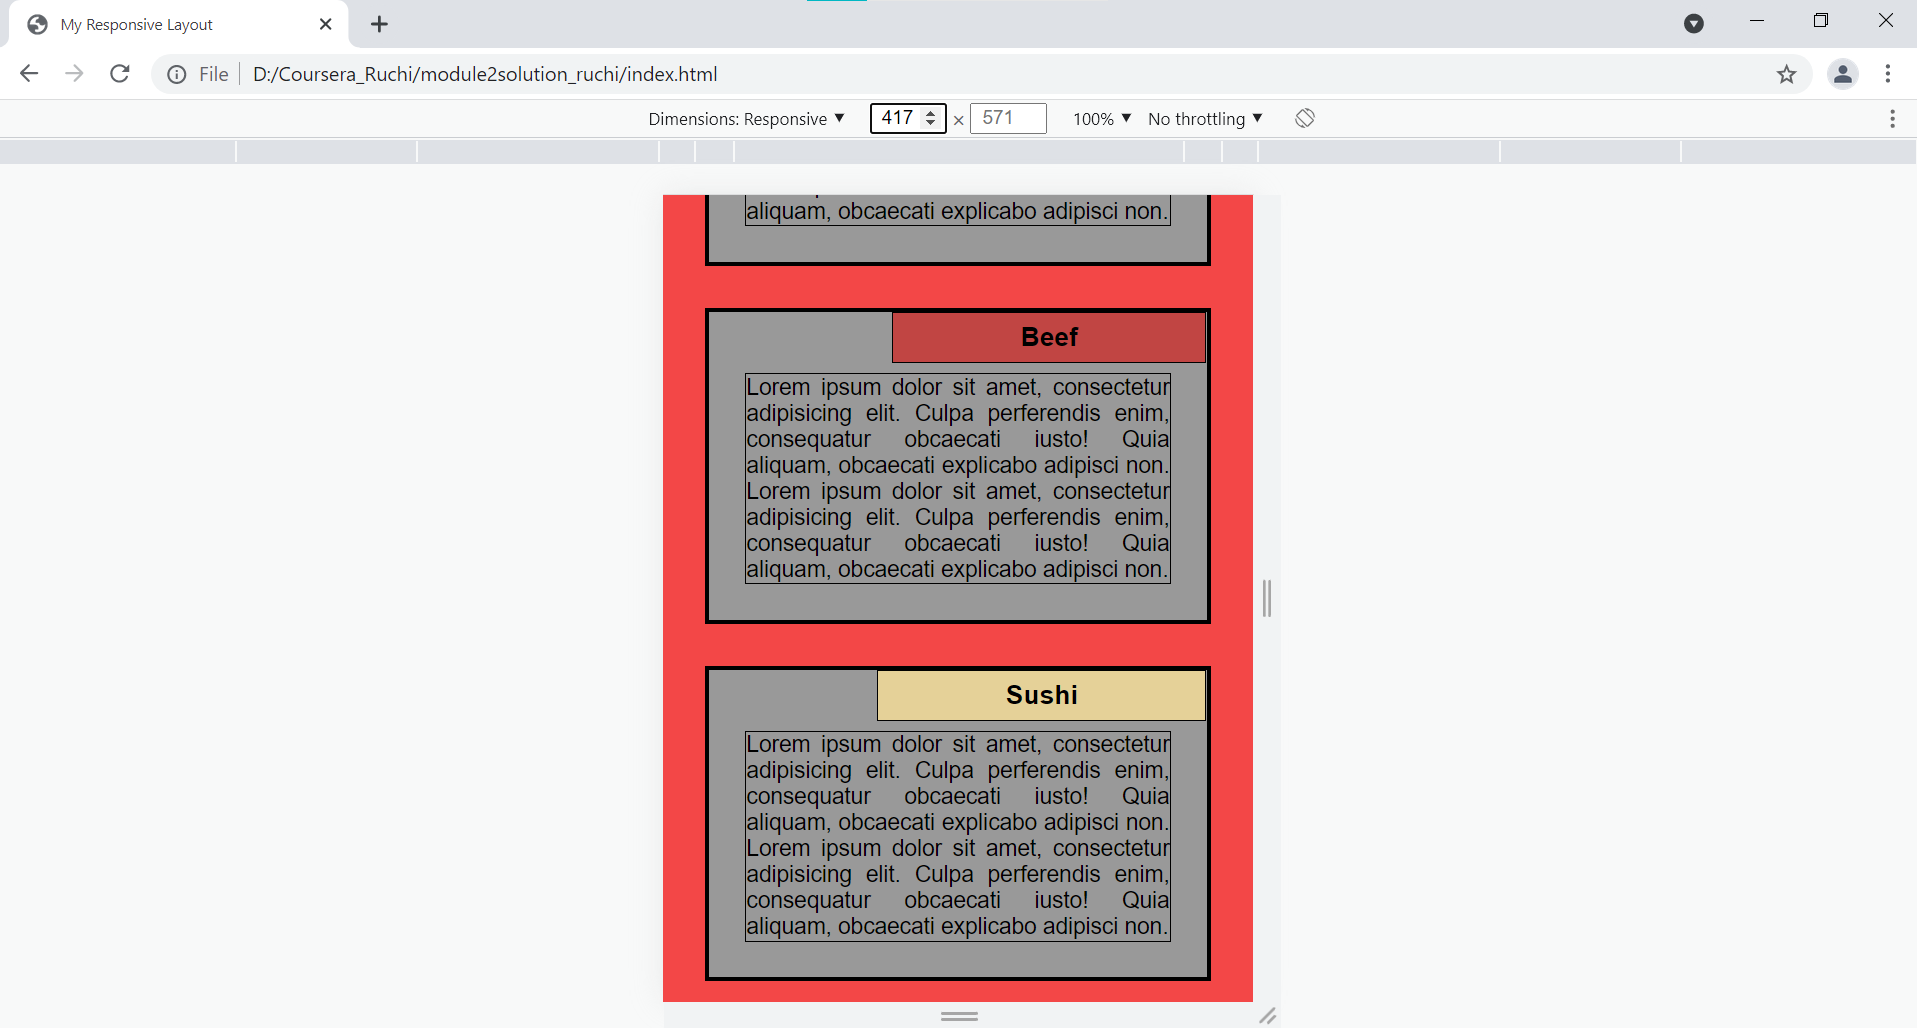 My Responsive Layout
File D:/Coursera_Ruchi/module2solution_ruchi/index.html
Dimensions: Responsive ▼ 417 × 571 100% ▼ No throttling ▼
aliquam, obcaecati explicabo adipisci non.
Beef
Lorem ipsum dolor sit amet, consectetur
adipisicing elit. Culpa perferendis enim,
consequatur obcaecati iusto! Quia
aliquam, obcaecati explicabo adipisci non.
Lorem ipsum dolor sit amet, consectetur
adipisicing elit. Culpa perferendis enim,
consequatur obcaecati iusto! Quia
aliquam, obcaecati explicabo adipisci non.
Sushi
Lorem ipsum dolor sit amet, consectetur
adipisicing elit. Culpa perferendis enim,
consequatur obcaecati iusto! Quia
aliquam, obcaecati explicabo adipisci non.
Lorem ipsum dolor sit amet, consectetur
adipisicing elit. Culpa perferendis enim,
consequatur obcaecati iusto! Quia
aliquam, obcaecati explicabo adipisci non.